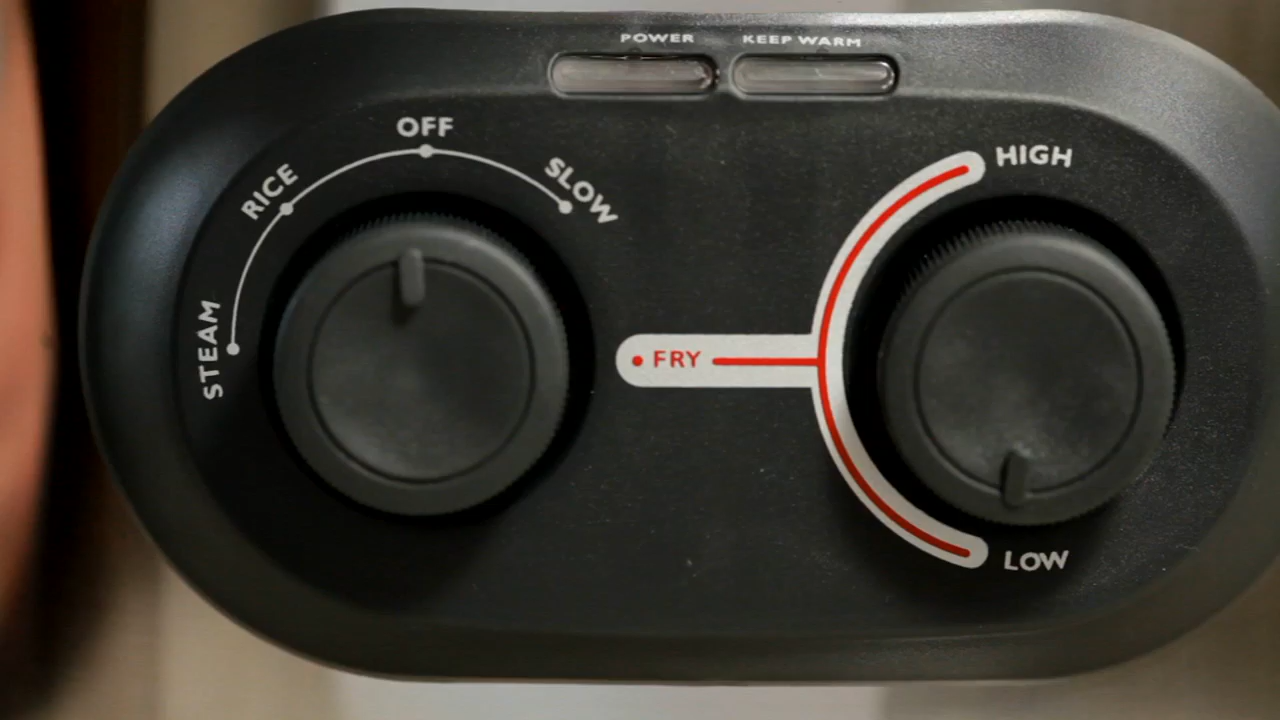 POWER
KEEP WARM
OFF
RICE
SLOW
STEAM
HIGH
FRY
LOW